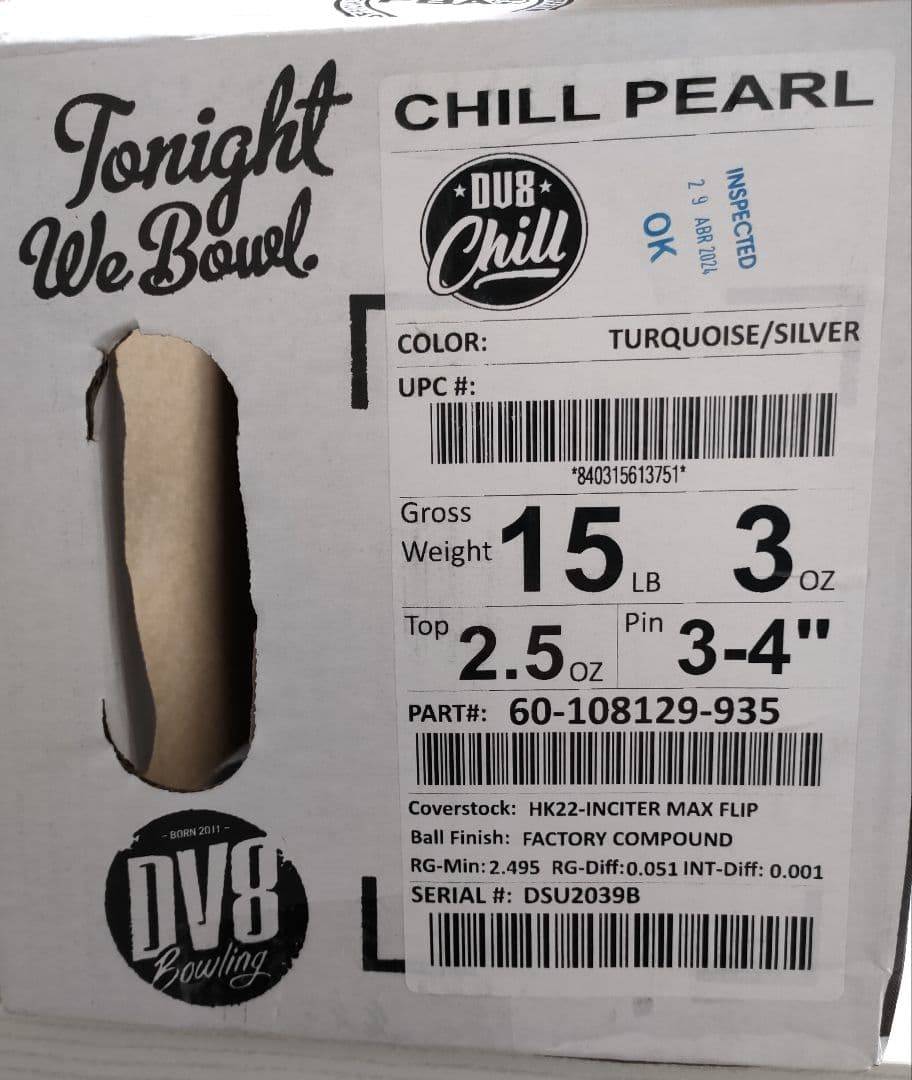 Tonight
We Bowl.
CHILL PEARL
DV8
Chill
INSPECTED
29 ABR 2024
OK
COLOR: TURQUOISE/SILVER
UPC #:
*840315613751*
Gross
Weight 15 LB 3 OZ
Top 2.5 OZ Pin 3-4"
PART#: 60-108129-935
Coverstock: HK22-INCITER MAX FLIP
Ball Finish: FACTORY COMPOUND
RG-Min: 2.495 RG-Diff:0.051 INT-Diff: 0.001
SERIAL #: DSU2039B
- BORN 2011 -
DV8
Bowling